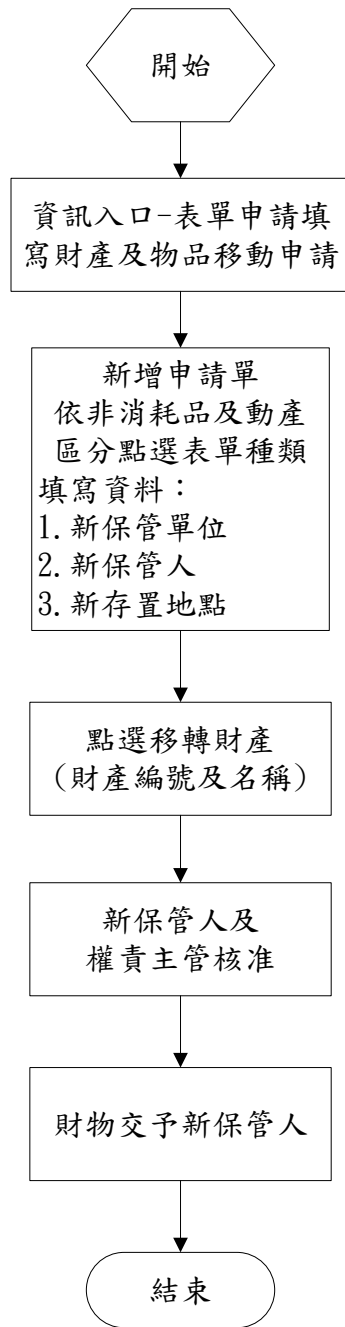 開始
資訊入口-表單申請填
寫財產及物品移動申請
新增申請單
依非消耗品及動產
區分點選表單種類
填寫資料：
1.新保管單位
2.新保管人
3.新存置地點
點選移轉財產
(財產編號及名稱)
新保管人及
權責主管核准
財物交予新保管人
結束